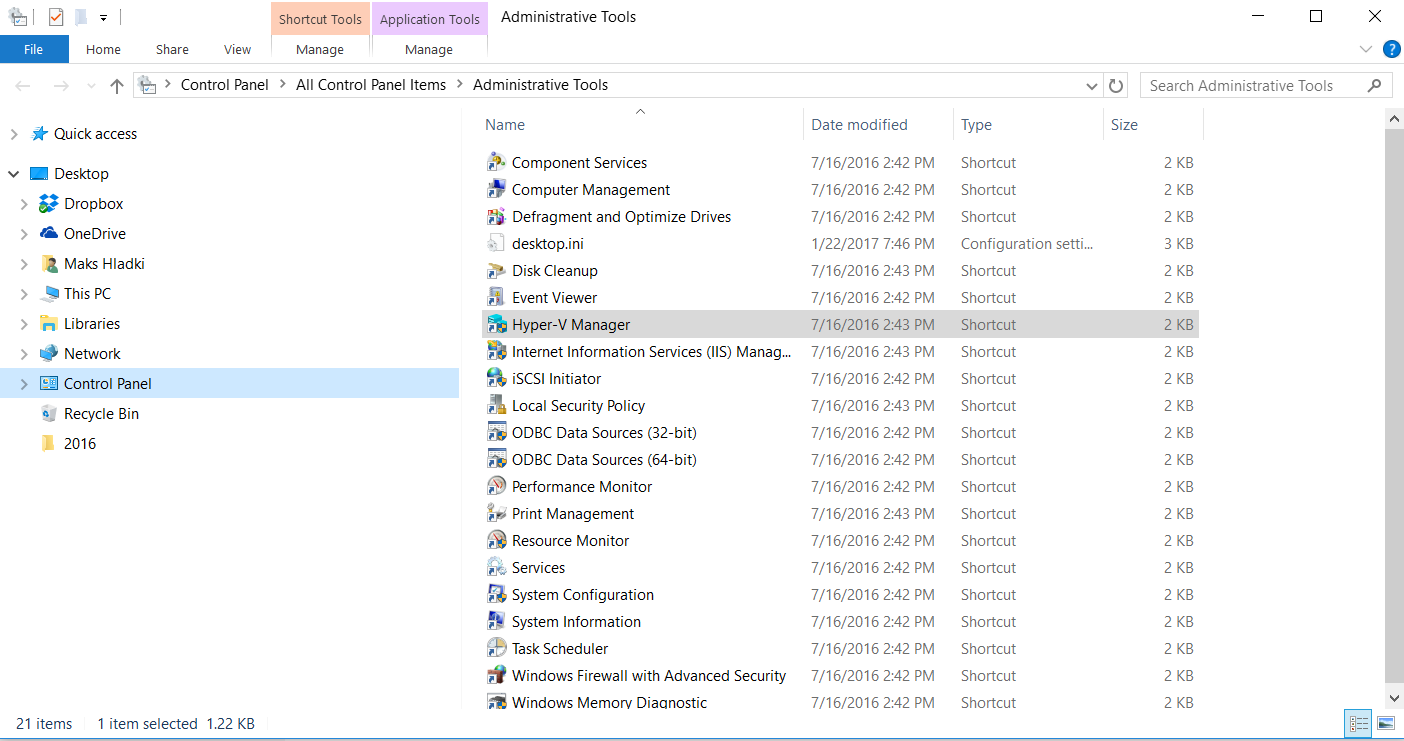 Shortcut Tools Application Tools Administrative Tools
File Home Share View Manage Manage
Control Panel All Control Panel Items Administrative Tools Search Administrative Tools
Quick access
Desktop
Dropbox
OneDrive
Maks Hladki
This PC
Libraries
Network
Control Panel
Recycle Bin
2016
Name Date modified Type Size
Component Services 7/16/2016 2:42 PM Shortcut 2 KB
Computer Management 7/16/2016 2:42 PM Shortcut 2 KB
Defragment and Optimize Drives 7/16/2016 2:42 PM Shortcut 2 KB
desktop.ini 1/22/2017 7:46 PM Configuration setti... 3 KB
Disk Cleanup 7/16/2016 2:43 PM Shortcut 2 KB
Event Viewer 7/16/2016 2:42 PM Shortcut 2 KB
Hyper-V Manager 7/16/2016 2:43 PM Shortcut 2 KB
Internet Information Services (IIS) Manag... 7/16/2016 2:43 PM Shortcut 2 KB
iSCSI Initiator 7/16/2016 2:42 PM Shortcut 2 KB
Local Security Policy 7/16/2016 2:43 PM Shortcut 2 KB
ODBC Data Sources (32-bit) 7/16/2016 2:42 PM Shortcut 2 KB
ODBC Data Sources (64-bit) 7/16/2016 2:42 PM Shortcut 2 KB
Performance Monitor 7/16/2016 2:42 PM Shortcut 2 KB
Print Management 7/16/2016 2:43 PM Shortcut 2 KB
Resource Monitor 7/16/2016 2:42 PM Shortcut 2 KB
Services 7/16/2016 2:42 PM Shortcut 2 KB
System Configuration 7/16/2016 2:42 PM Shortcut 2 KB
System Information 7/16/2016 2:42 PM Shortcut 2 KB
Task Scheduler 7/16/2016 2:42 PM Shortcut 2 KB
Windows Firewall with Advanced Security 7/16/2016 2:42 PM Shortcut 2 KB
Windows Memory Diagnostic 7/16/2016 2:42 PM Shortcut 2 KB
21 items 1 item selected 1.22 KB